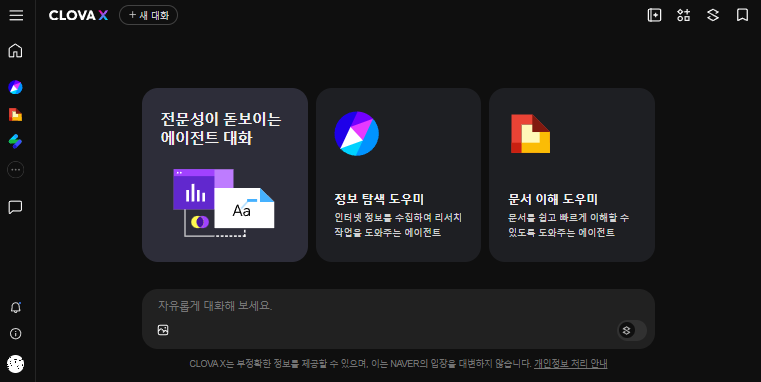 CLOVA X
+ 새 대화
전문성이 돋보이는
에이전트 대화
Aa
정보 탐색 도우미
인터넷 정보를 수집하여 리서치
작업을 도와주는 에이전트
문서 이해 도우미
문서를 쉽고 빠르게 이해할 수
있도록 도와주는 에이전트
자유롭게 대화해 보세요.
CLOVA X는 부정확한 정보를 제공할 수 있으며, 이는 NAVER의 입장을 대변하지 않습니다. 개인정보 처리 안내